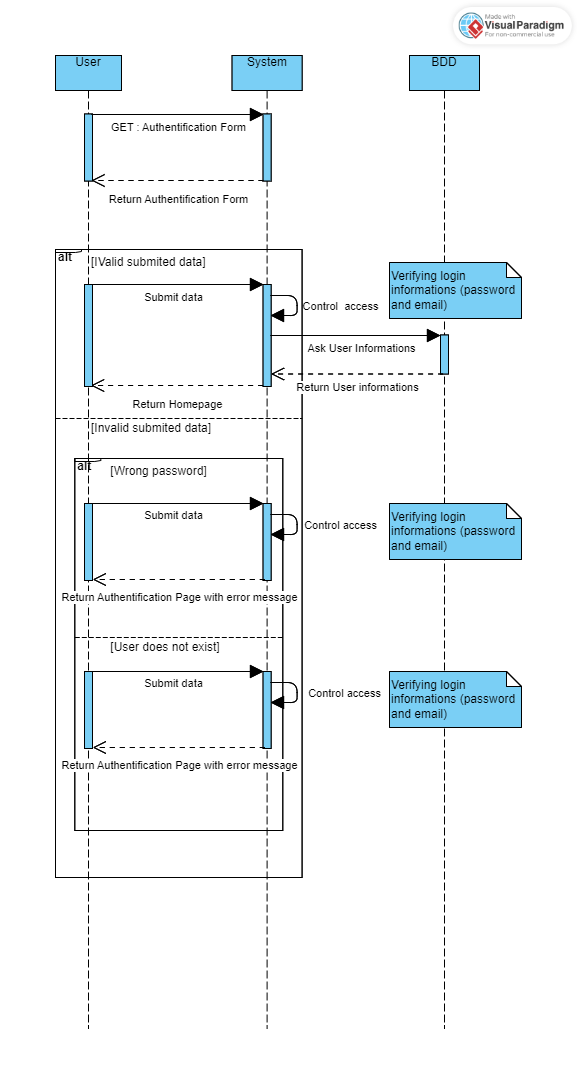 Made with
VisualParadigm
For non-commercial use
User
System
BDD
GET : Authentification Form
Return Authentification Form
alt
[IValid submited data]
Submit data
Control  access
Verifying login
informations (password
and email)
Ask User Informations
Return User informations
Return Homepage
[Invalid submited data]
alt
[Wrong password]
Submit data
Control access
Verifying login
informations (password
and email)
Return Authentification Page with error message
[User does not exist]
Submit data
Control access
Verifying login
informations (password
and email)
Return Authentification Page with error message